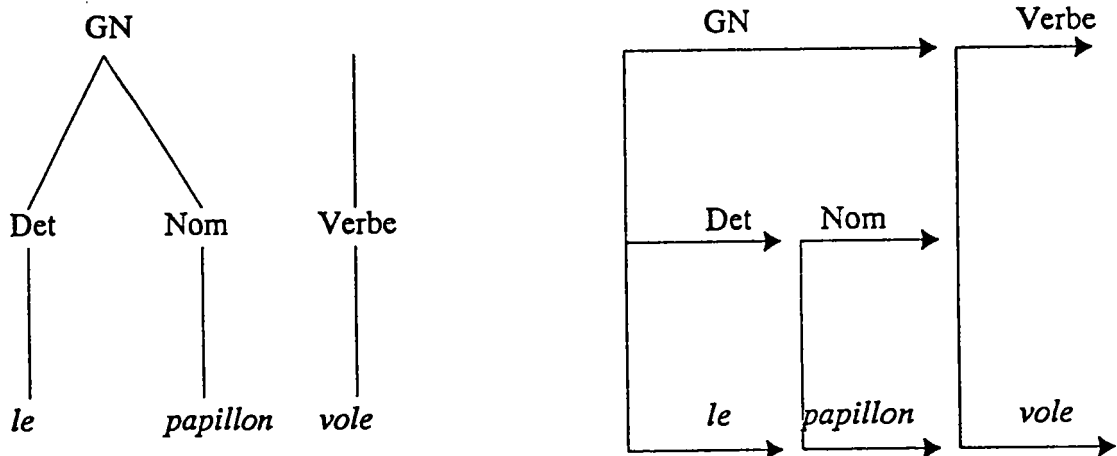 GN
Det Nom Verbe
le papillon vole
GN Verbe
Det Nom
le papillon vole